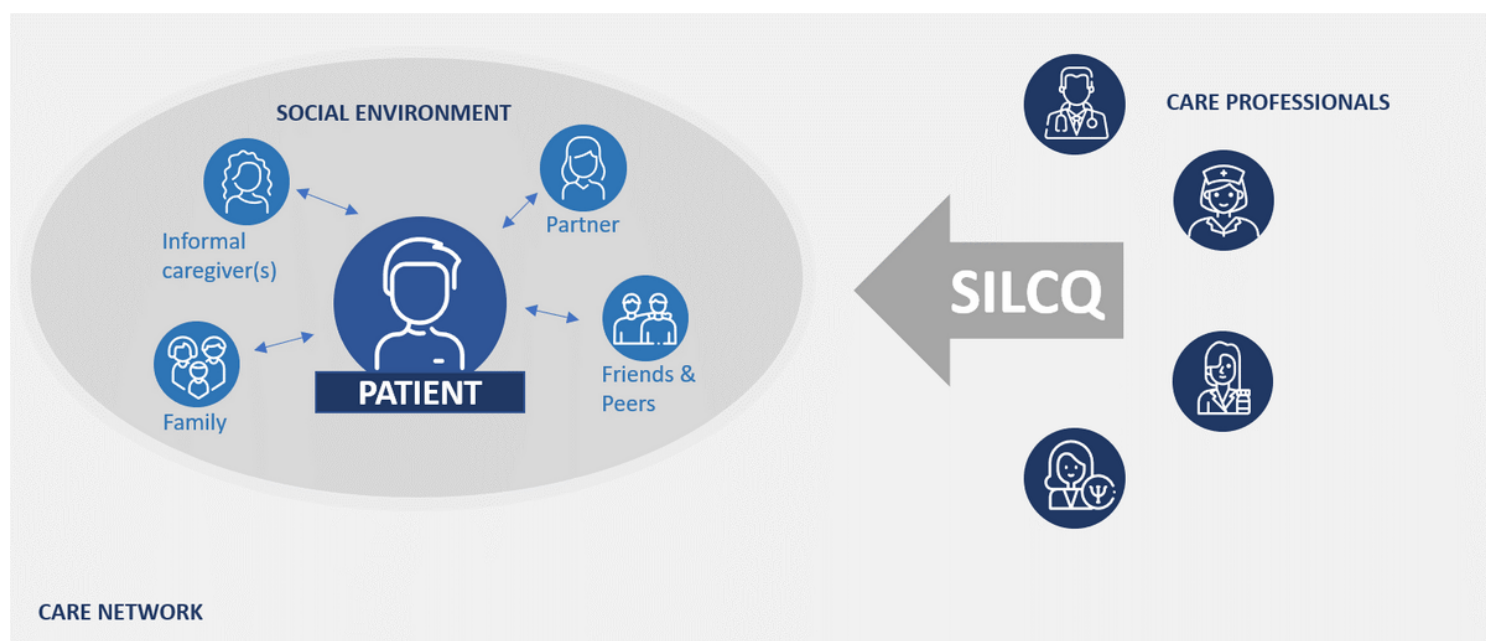 SOCIAL ENVIRONMENT
CARE PROFESSIONALS
Partner
Informal
caregiver(s)
SILCQ
PATIENT
Friends &
Peers
Family
Ψ
CARE NETWORK